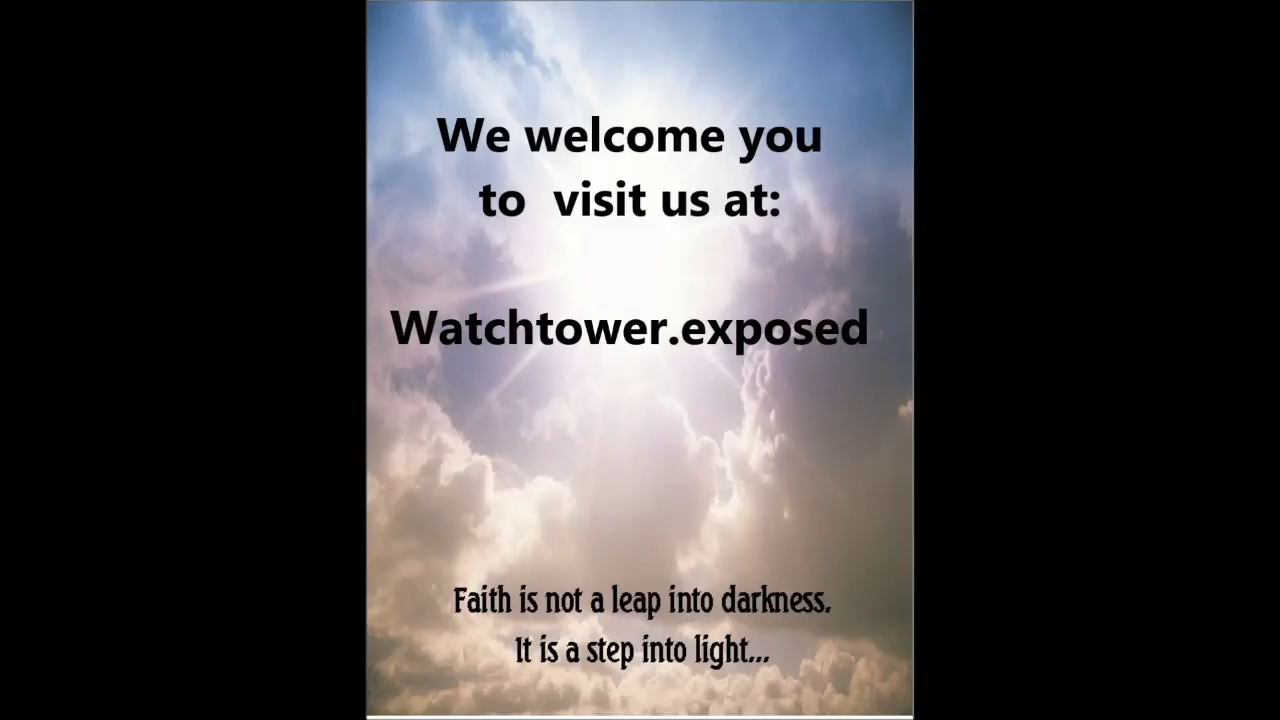 We welcome you
to visit us at:
Watchtower.exposed
Faith is not a leap into darkness.
It is a step into light...